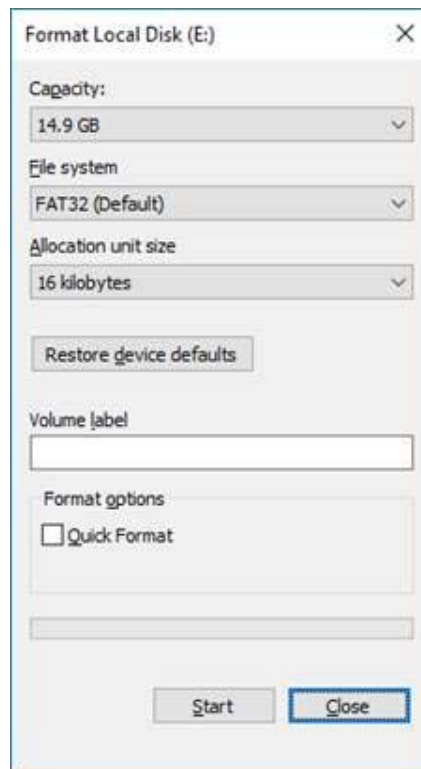 Format Local Disk (E:)
Capacity:
14.9 GB
File system
FAT32 (Default)
Allocation unit size
16 kilobytes
Restore device defaults
Volume label
Format options
Quick Format
Start
Close